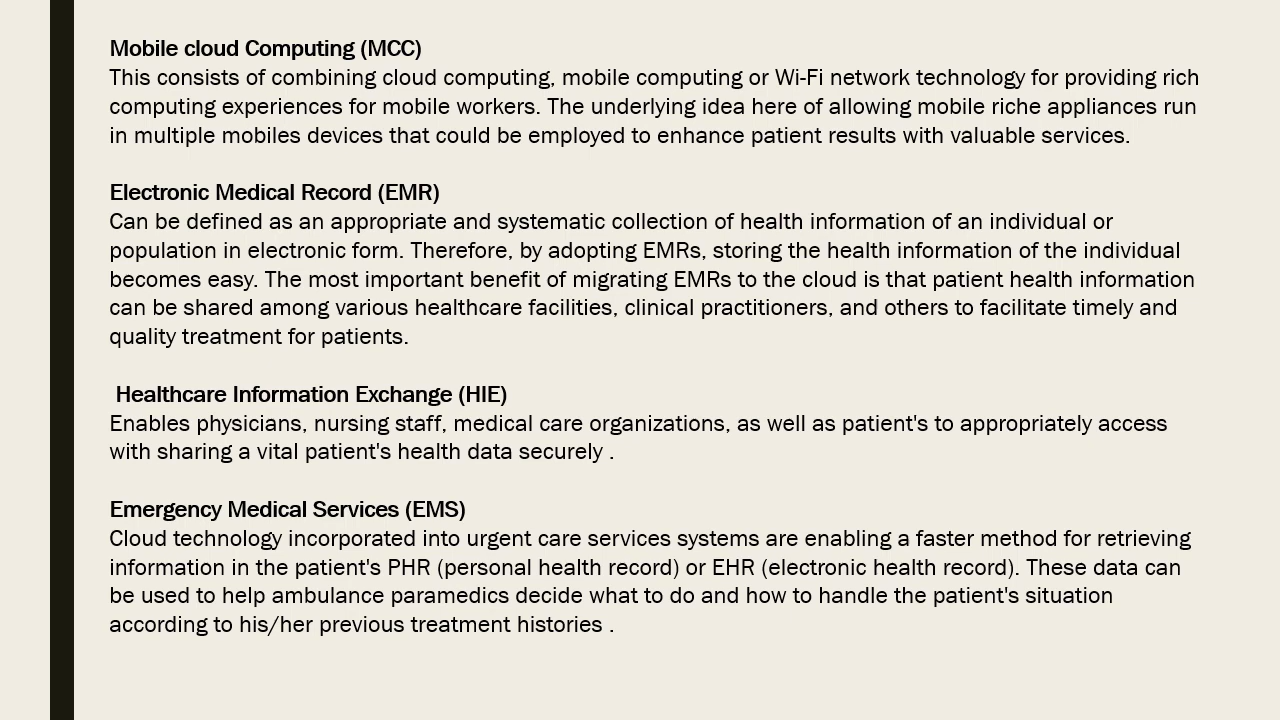 Mobile cloud Computing (MCC)
This consists of combining cloud computing, mobile computing or Wi-Fi network technology for providing rich
computing experiences for mobile workers. The underlying idea here of allowing mobile riche appliances run
in multiple mobiles devices that could be employed to enhance patient results with valuable services.
Electronic Medical Record (EMR)
Can be defined as an appropriate and systematic collection of health information of an individual or
population in electronic form. Therefore, by adopting EMRs, storing the health information of the individual
becomes easy. The most important benefit of migrating EMRs to the cloud is that patient health information
can be shared among various healthcare facilities, clinical practitioners, and others to facilitate timely and
quality treatment for patients.
Healthcare Information Exchange (HIE)
Enables physicians, nursing staff, medical care organizations, as well as patient's to appropriately access
with sharing a vital patient's health data securely .
Emergency Medical Services (EMS)
Cloud technology incorporated into urgent care services systems are enabling a faster method for retrieving
information in the patient's PHR (personal health record) or EHR (electronic health record). These data can
be used to help ambulance paramedics decide what to do and how to handle the patient's situation
according to his/her previous treatment histories .